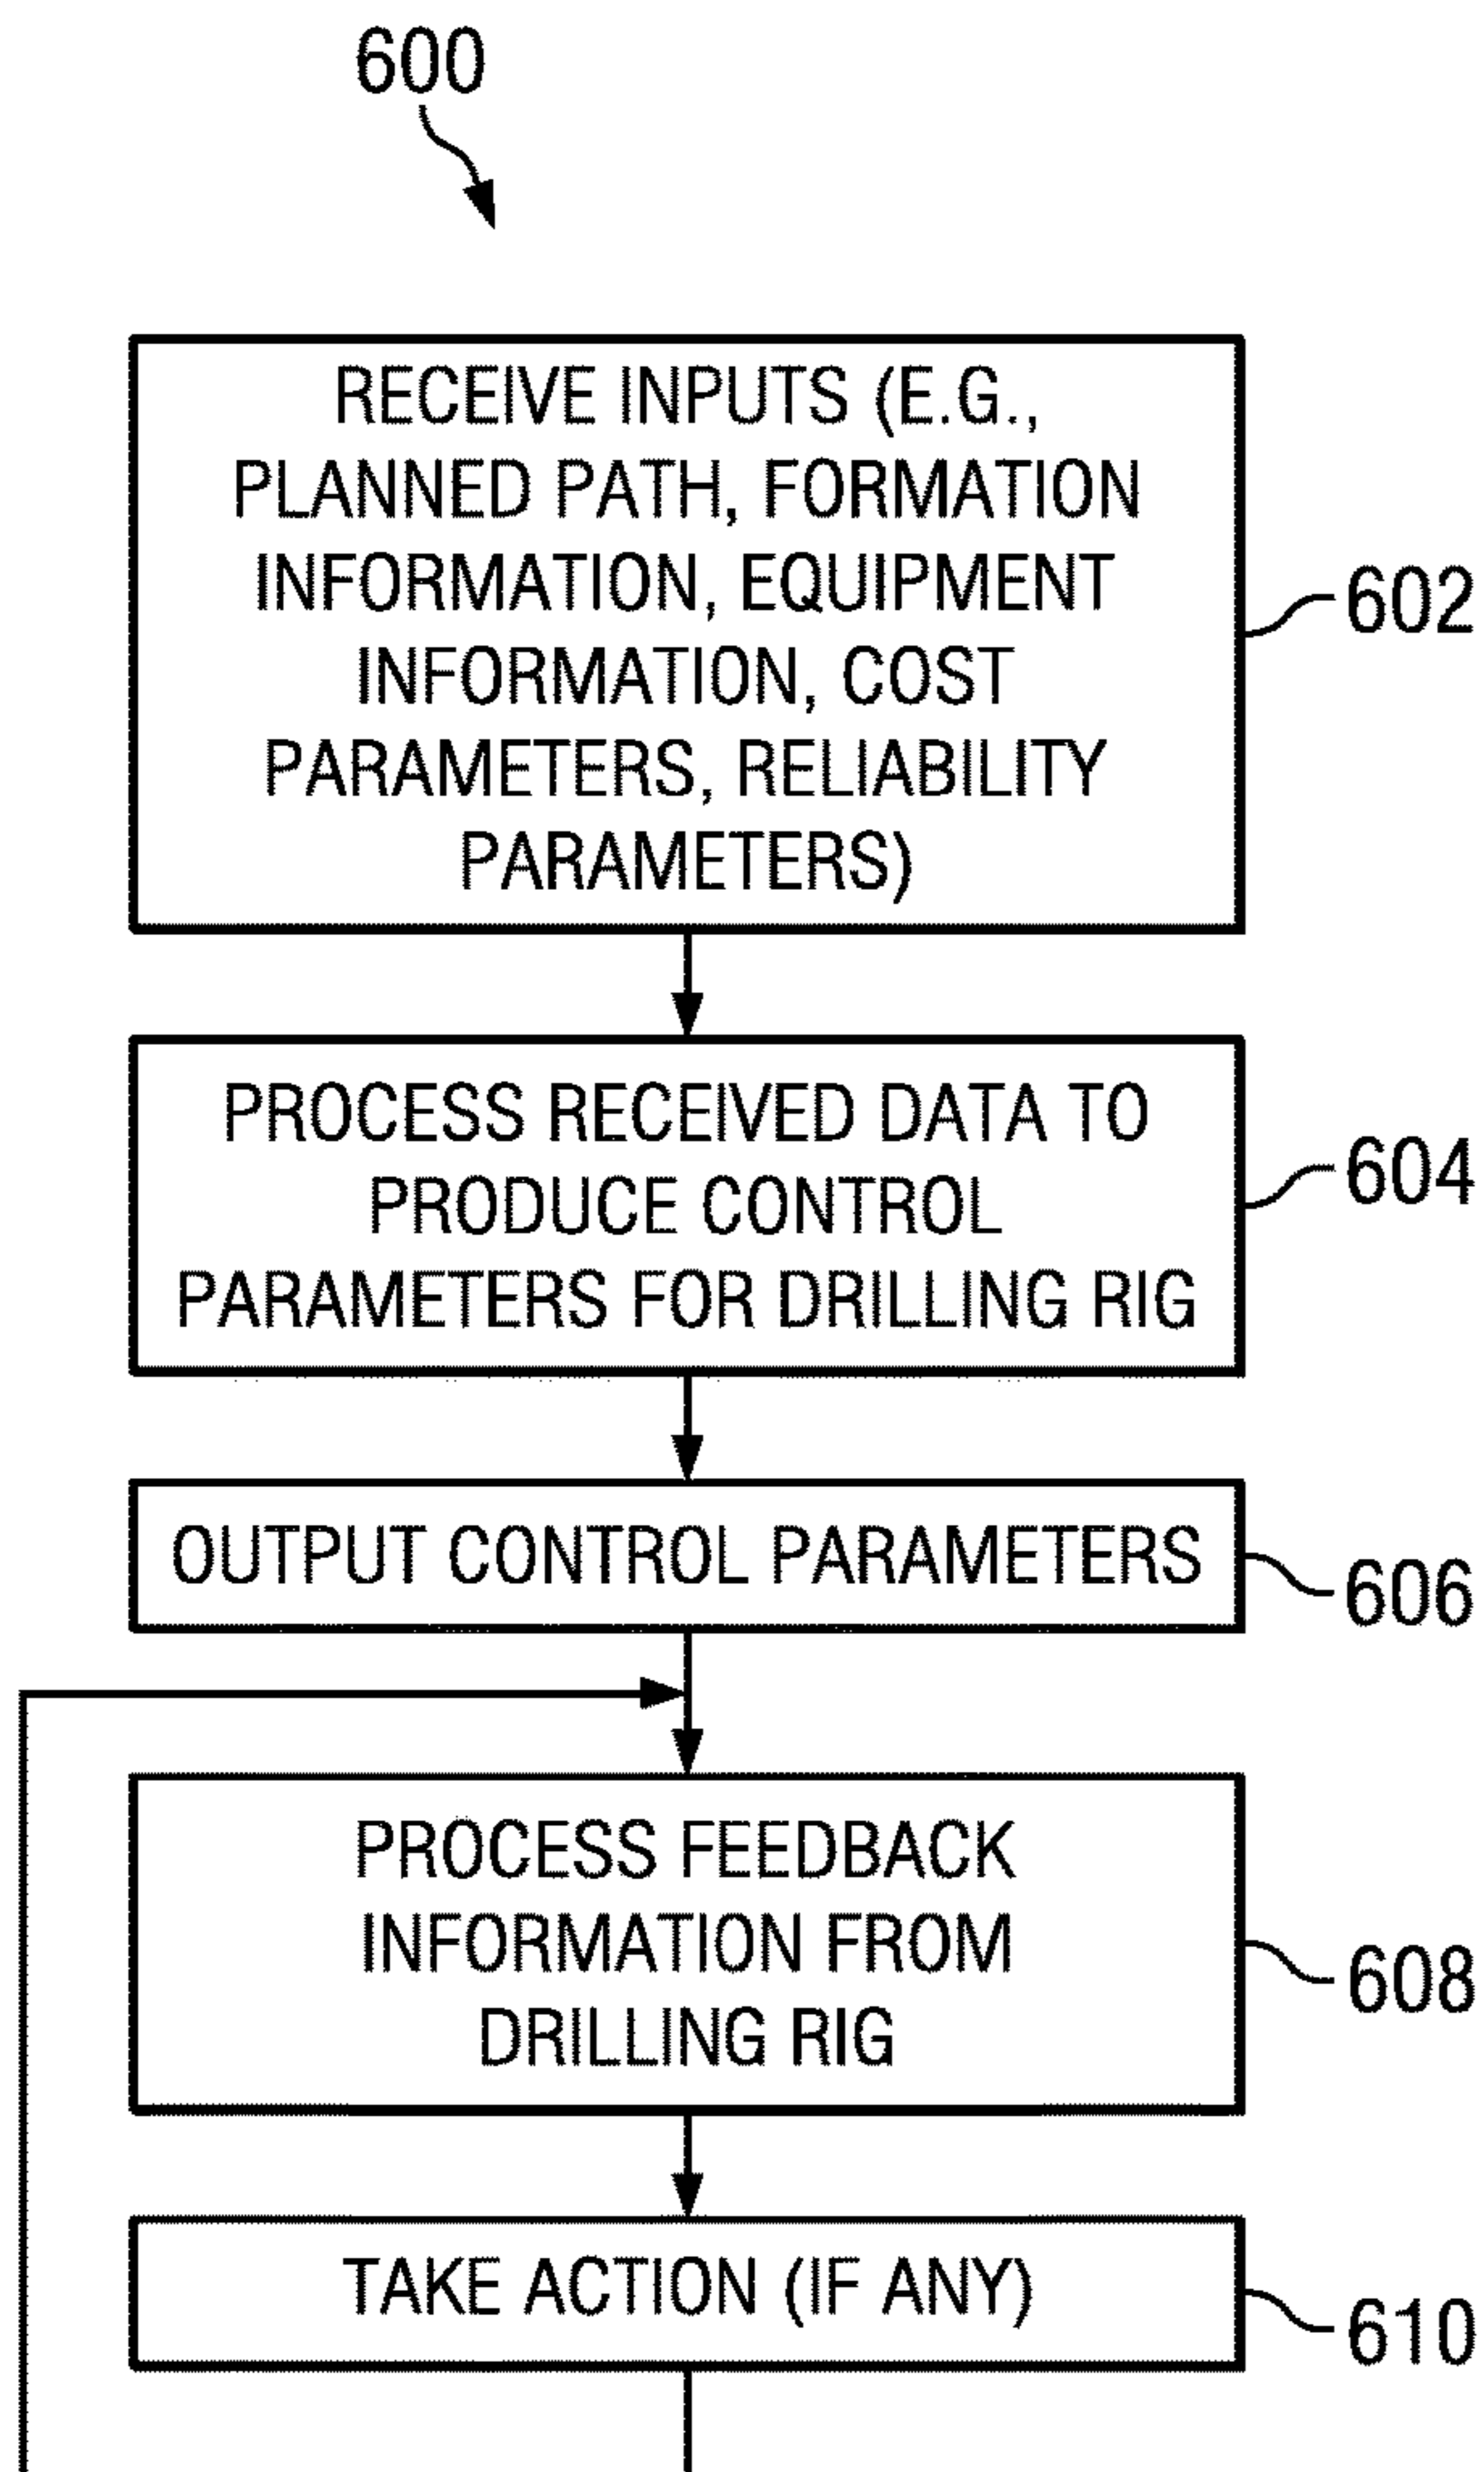 600
RECEIVE INPUTS (E.G.,
PLANNED PATH, FORMATION
INFORMATION, EQUIPMENT
INFORMATION, COST
PARAMETERS, RELIABILITY
PARAMETERS)
602
PROCESS RECEIVED DATA TO
PRODUCE CONTROL
PARAMETERS FOR DRILLING RIG
604
OUTPUT CONTROL PARAMETERS
606
PROCESS FEEDBACK
INFORMATION FROM
DRILLING RIG
608
TAKE ACTION (IF ANY)
610